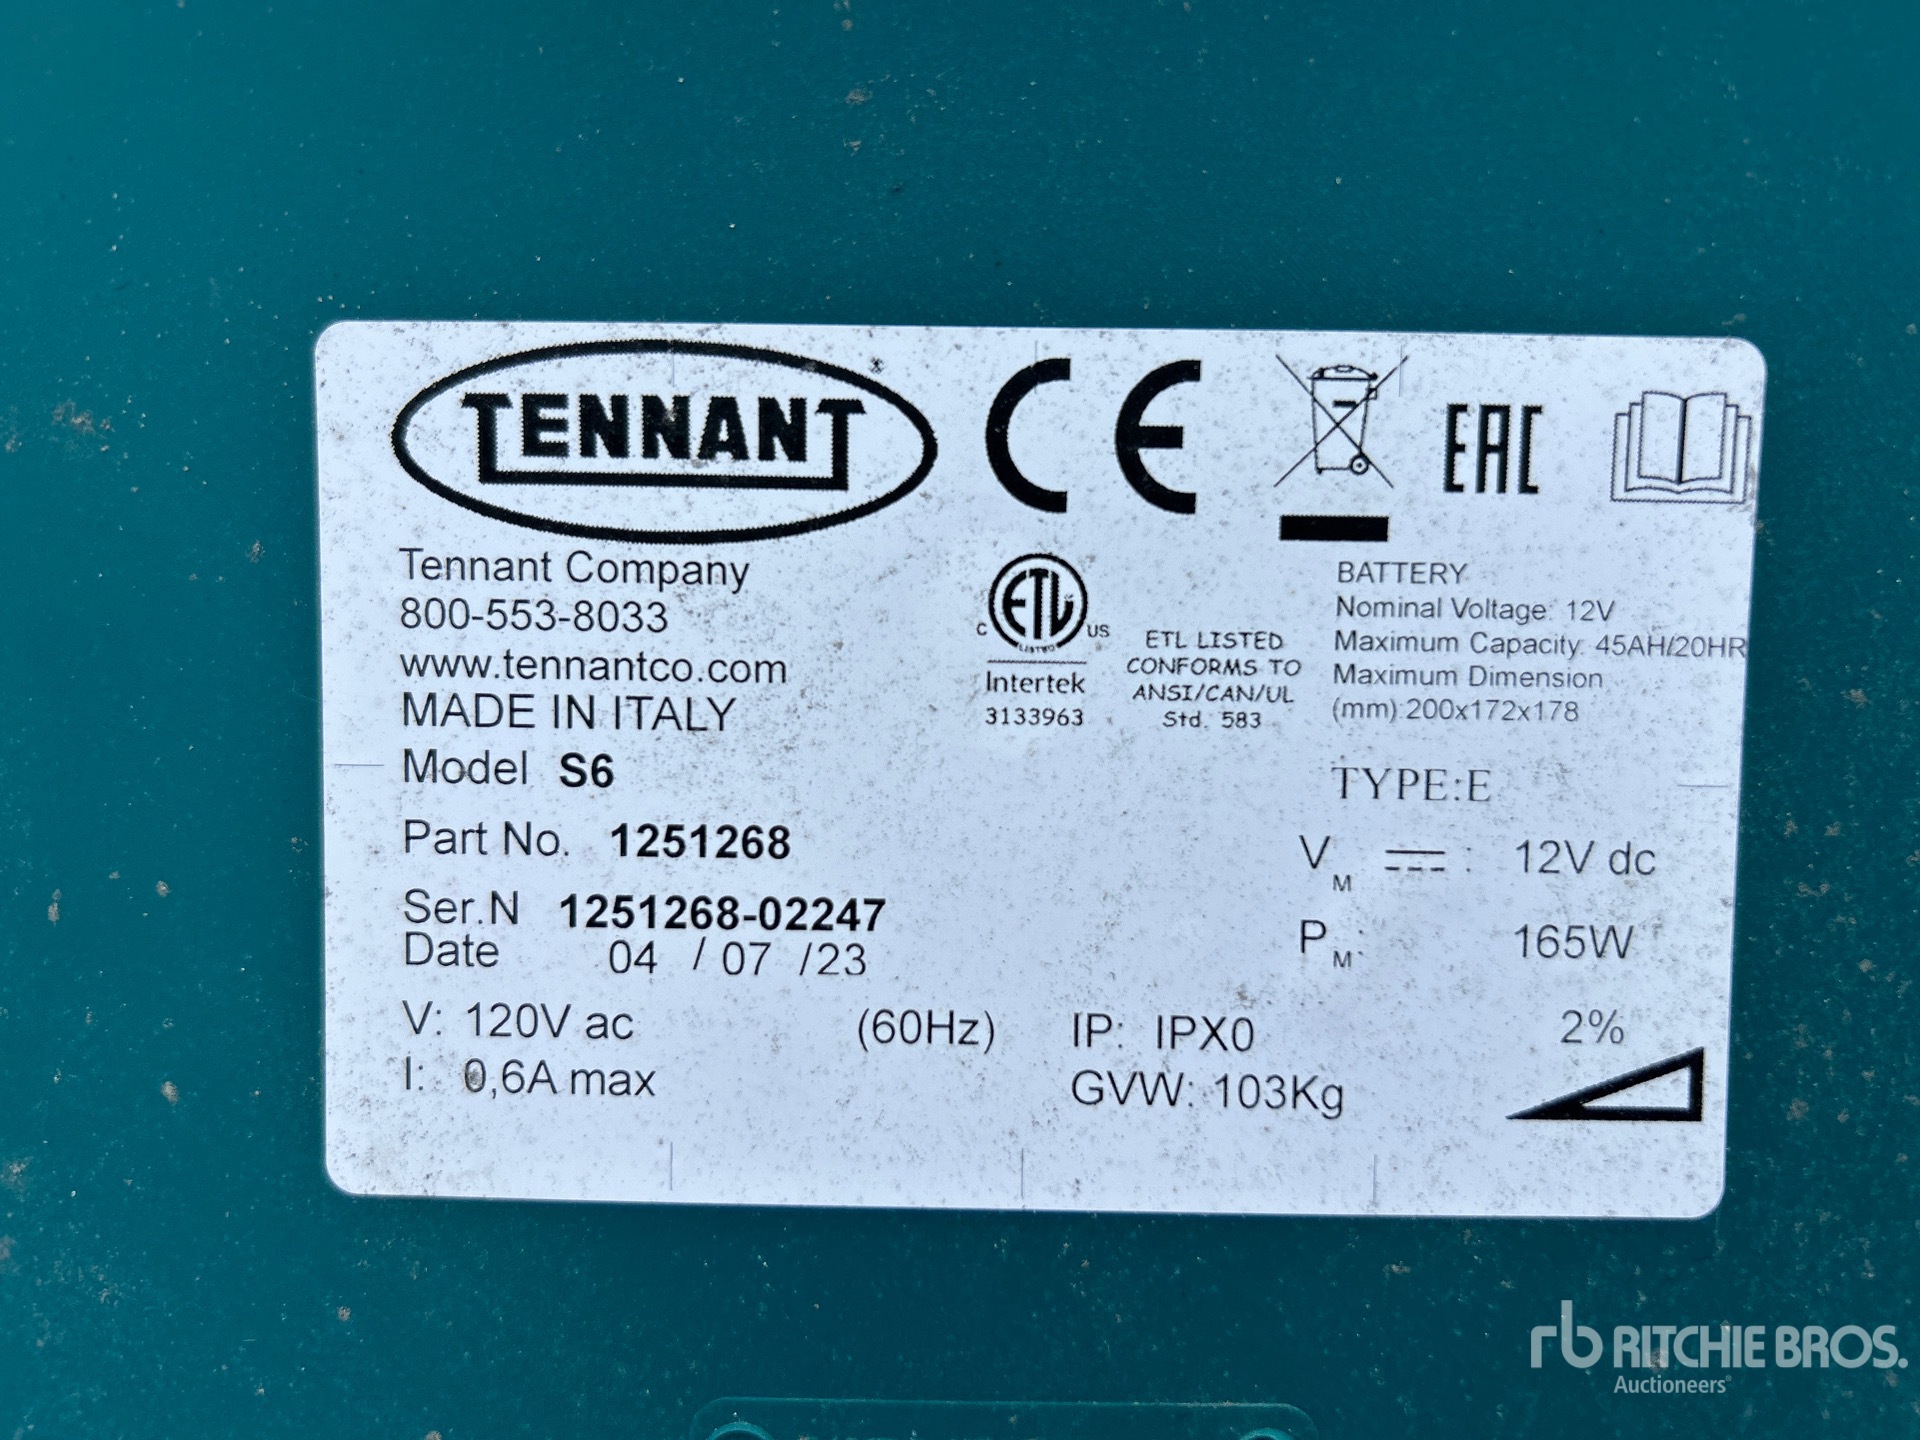 TENNANT
CE
EAC
Tennant Company
800-553-8033
www.tennantco.com
MADE IN ITALY
Model S6
Part No. 1251268
Ser.N 1251268-02247
Date 04 / 07 /23
V: 120V ac (60Hz)
I: 0,6A max
C ETL US
LISTED
Intertek
3133963
ETL LISTED
CONFORMS TO
ANSI/CAN/UL
Std. 583
BATTERY
Nominal Voltage: 12V
Maximum Capacity: 45AH/20HR
Maximum Dimension
(mm) 200x172x178
TYPE:E
VM : 12V dc
PM: 165W
IP: IPX0
GVW: 103Kg
2%
rb RITCHIE BROS.
Auctioneers